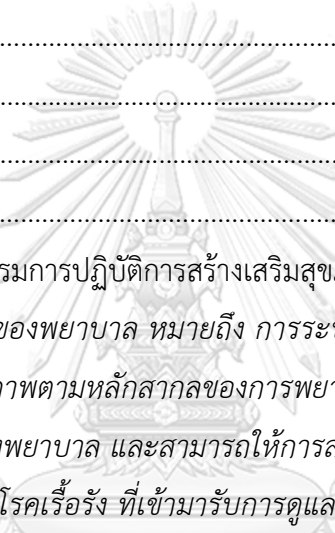 ................................................
................................................
................................................
................................................
รมการปฏิบัติการสร้างเสริมสุข
ของพยาบาล หมายถึง การระ
าพตามหลักสากลของการพยา
พยาบาล และสามารถให้การส
โรคเรื้อรัง ที่เข้ามารับการดูแล